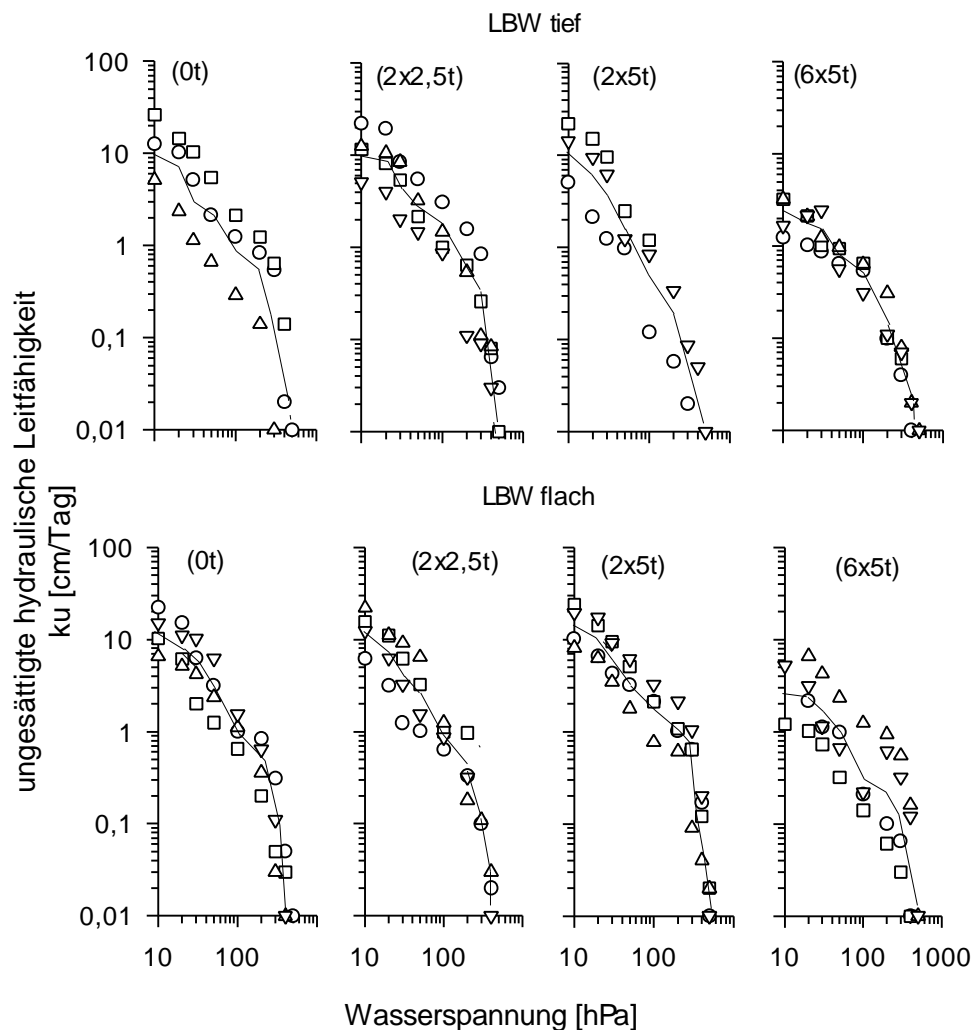 LBW tief
(0t) (2x2,5t) (2x5t) (6x5t)
100
10
1
0,1
0,01
ungesättigte hydraulische Leitfähigkeit
ku [cm/Tag]
LBW flach
(0t) (2x2,5t) (2x5t) (6x5t)
100
10
1
0,1
0,01
10 100 10 100 10 100 10 100 1000
Wasserspannung [hPa]